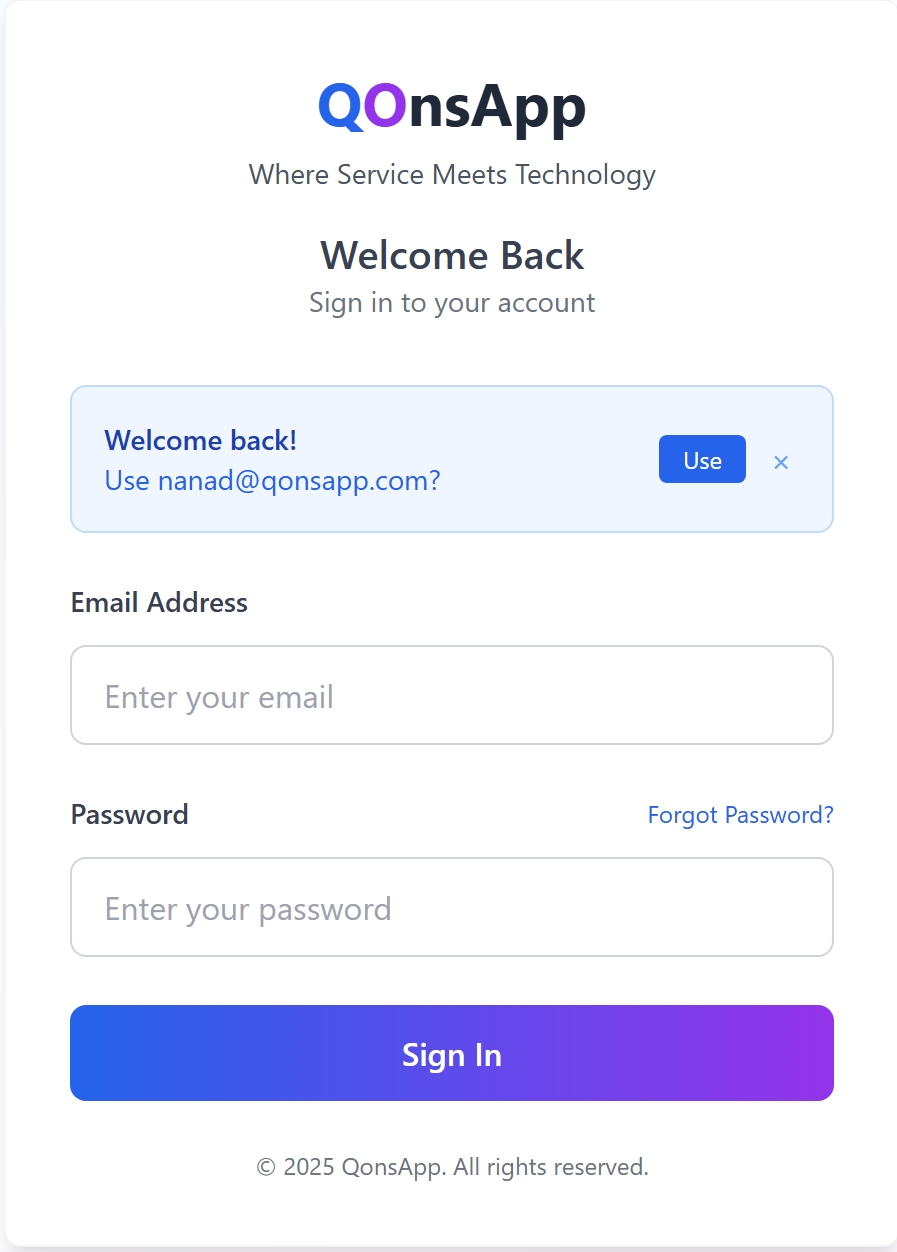 QOnsApp
Where Service Meets Technology
Welcome Back
Sign in to your account
Welcome back!
Use nanad@qonsapp.com?
Use ×
Email Address
Enter your email
Password
Forgot Password?
Enter your password
Sign In
© 2025 QonsApp. All rights reserved.